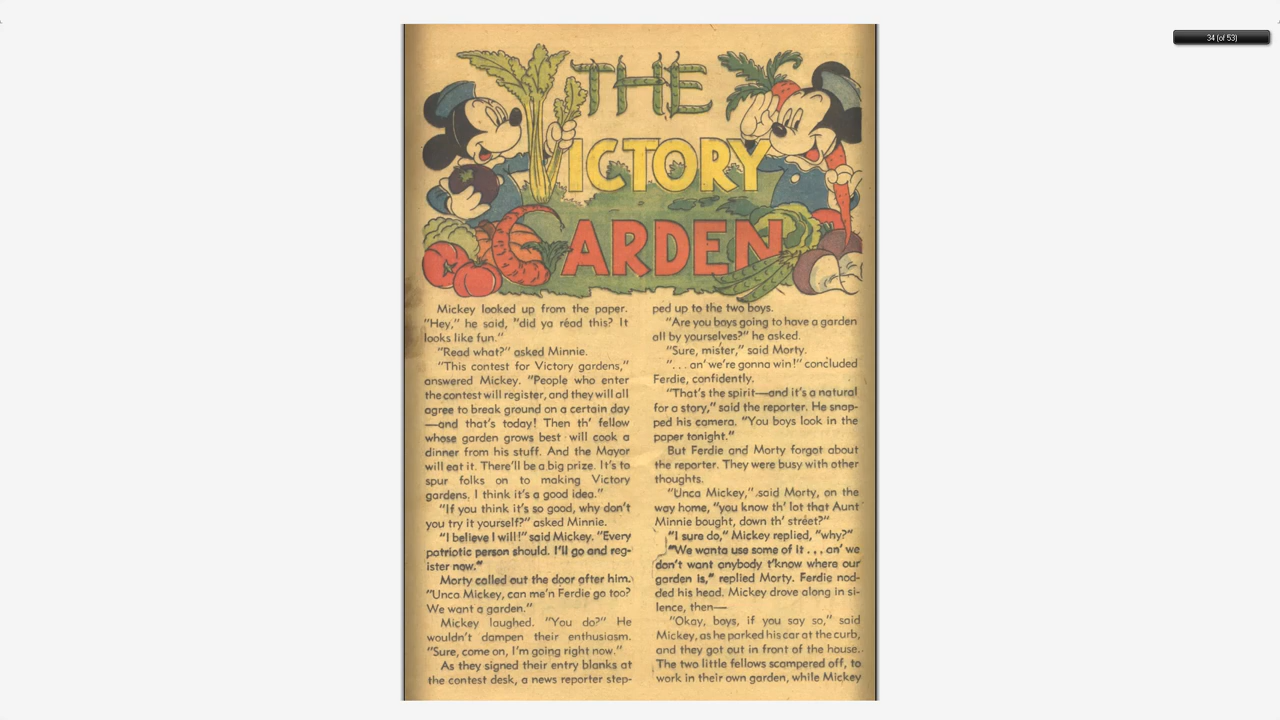 34 (of 53)
THE
VICTORY
GARDEN
Mickey looked up from the paper.
"Hey," he said, "did ya read this? It
looks like fun."
"Read what?" asked Minnie.
"This contest for Victory gardens,"
answered Mickey. "People who enter
the contest will register, and they will all
agree to break ground on a certain day
—and that's today! Then th' fellow
whose garden grows best will cook a
dinner from his stuff. And the Mayor
will eat it. There'll be a big prize. It's to
spur folks on to making Victory
gardens. I think it's a good idea."
"If you think it's so good, why don't
you try it yourself?" asked Minnie.
"I believe I will!" said Mickey. "Every
patriotic person should. I'll go and reg-
ister now."
Morty called out the door after him.
"Unca Mickey, can me'n Ferdie go too?
We want a garden."
Mickey laughed. "You do?" He
wouldn't dampen their enthusiasm.
"Sure, come on, I'm going right now."
As they signed their entry blanks at
the contest desk, a news reporter step-
ped up to the two boys.
"Are you boys going to have a garden
all by yourselves?" he asked.
"Sure, mister," said Morty.
". . . an' we're gonna win!" concluded
Ferdie, confidently.
"That's the spirit—and it's a natural
for a story," said the reporter. He snap-
ped his camera. "You boys look in the
paper tonight."
But Ferdie and Morty forgot about
the reporter. They were busy with other
thoughts.
"Unca Mickey," said Morty, on the
way home, "you know th' lot that Aunt
Minnie bought, down th' street?"
"I sure do," Mickey replied, "why?"
"We wanta use some of it . . . an' we
don't want anybody t'know where our
garden is," replied Morty. Ferdie nod-
ded his head. Mickey drove along in si-
lence, then—
"Okay, boys, if you say so," said
Mickey, as he parked his car at the curb,
and they got out in front of the house.
The two little fellows scampered off, to
work in their own garden, while Mickey